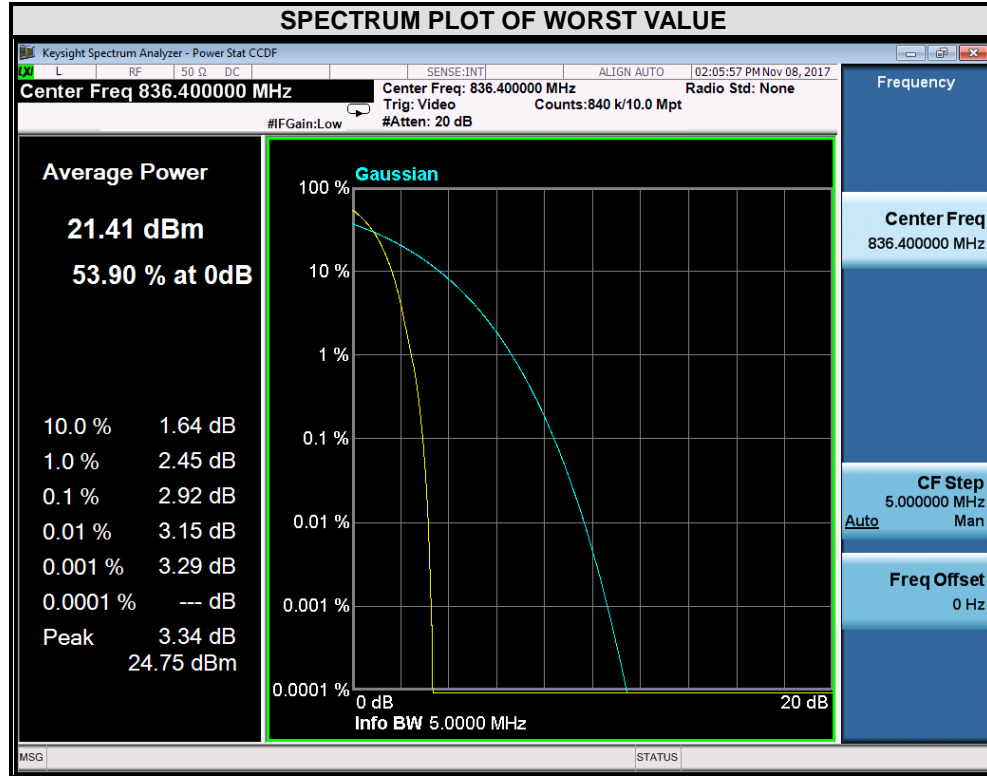 SPECTRUM PLOT OF WORST VALUE
Keysight Spectrum Analyzer - Power Stat CCDF
LXI L RF 50 Ω DC SENSE:INT ALIGN AUTO 02:05:57 PM Nov 08, 2017
Center Freq 836.400000 MHz
Center Freq: 836.400000 MHz Radio Std: None
Trig: Video Counts:840 k/10.0 Mpt
#IFGain:Low #Atten: 20 dB
Average Power
21.41 dBm
53.90 % at 0dB
10.0 % 1.64 dB
1.0 % 2.45 dB
0.1 % 2.92 dB
0.01 % 3.15 dB
0.001 % 3.29 dB
0.0001 % --- dB
Peak 3.34 dB
24.75 dBm
Gaussian
100 %
10 %
1 %
0.1 %
0.01 %
0.001 %
0.0001 %
0 dB 20 dB
Info BW 5.0000 MHz
Frequency
Center Freq
836.400000 MHz
CF Step
5.000000 MHz
Auto Man
Freq Offset
0 Hz
MSG STATUS